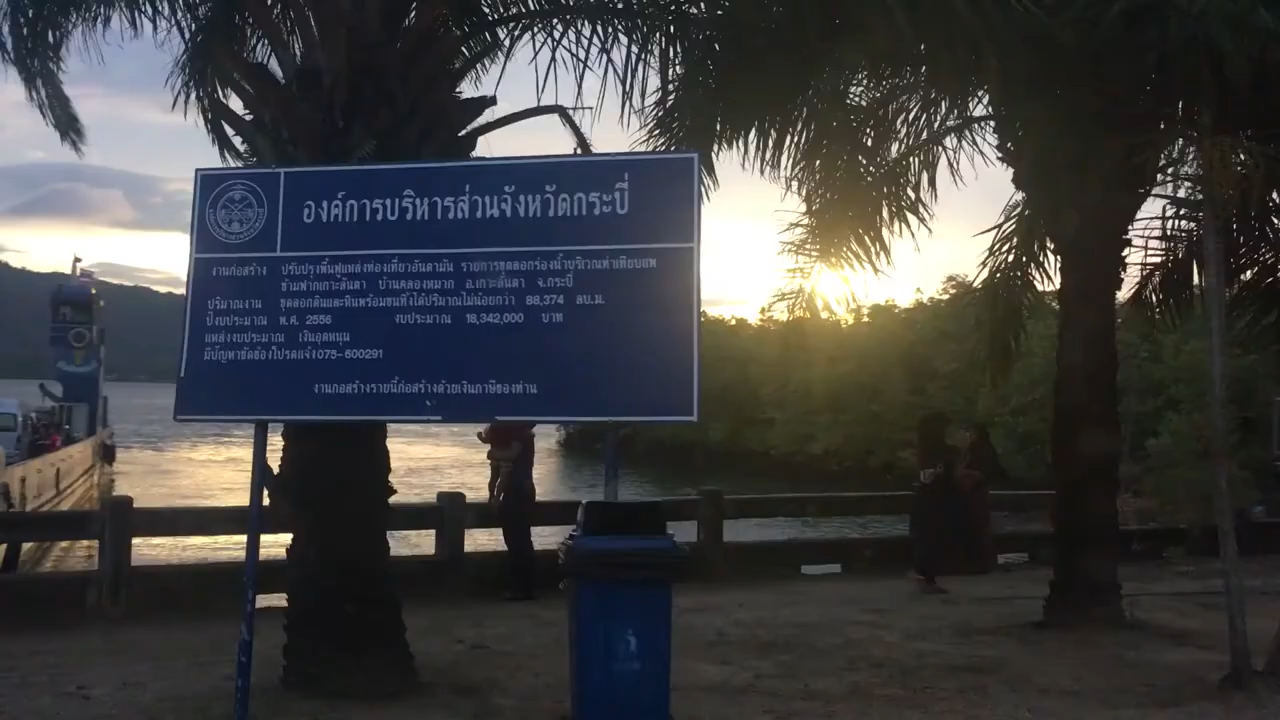 องค์การบริหารส่วนจังหวัดกระบี่
งานก่อสร้าง ปรับปรุงฟื้นฟูแหล่งท่องเที่ยวอันดามัน รายการขุดลอกร่องน้ำบริเวณท่าเทียบแพ
ข้ามฟากเกาะลันตา บ้านคลองหมาก อ.เกาะลันตา จ.กระบี่
ปริมาณงาน ขุดลอกดินและหินพร้อมขนทิ้งได้ปริมาณไม่น้อยกว่า 88,374 ลบ.ม.
ปีงบประมาณ พ.ศ. 2556 งบประมาณ 18,342,000 บาท
แหล่งงบประมาณ เงินอุดหนุน
มีปัญหาขัดข้องโปรดแจ้ง 075-600291
งานก่อสร้างรายนี้ก่อสร้างด้วยเงินภาษีของท่าน